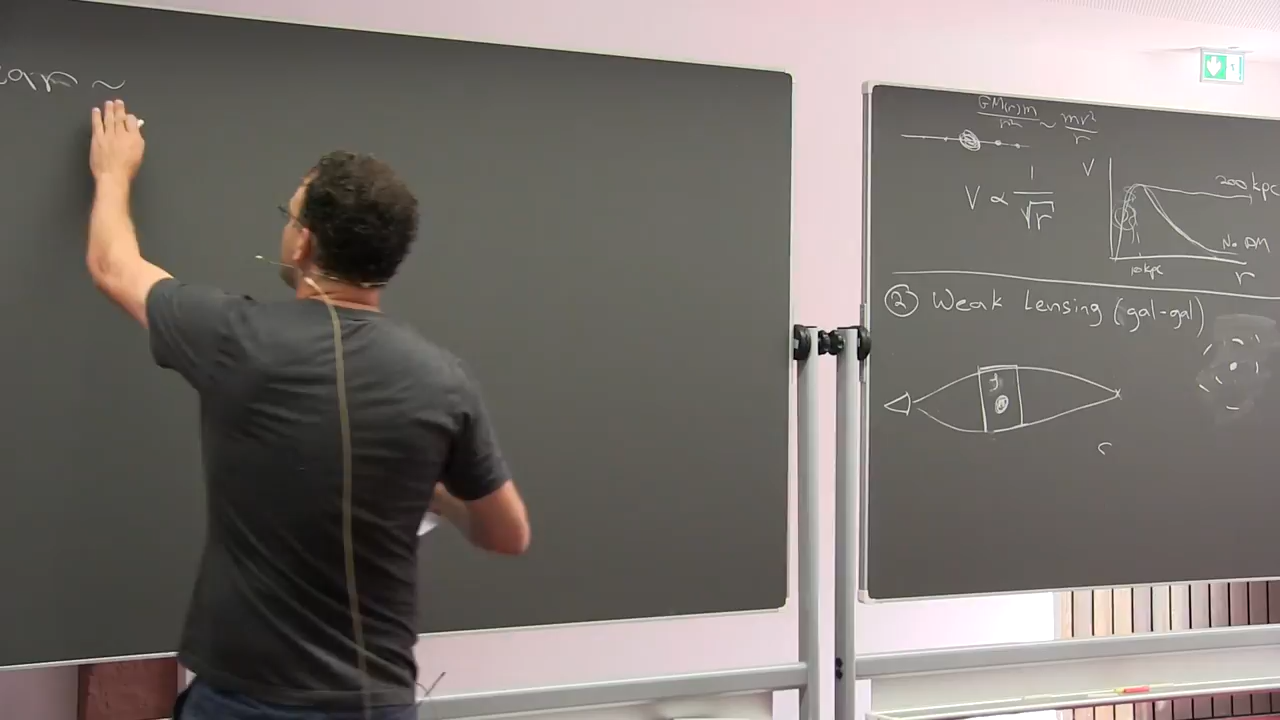 ~
GM(r)m / r² ~ mv² / r
V ∝ 1 / √r
V
200 kpc
No DM
10 kpc
r
② Weak Lensing (gal-gal)